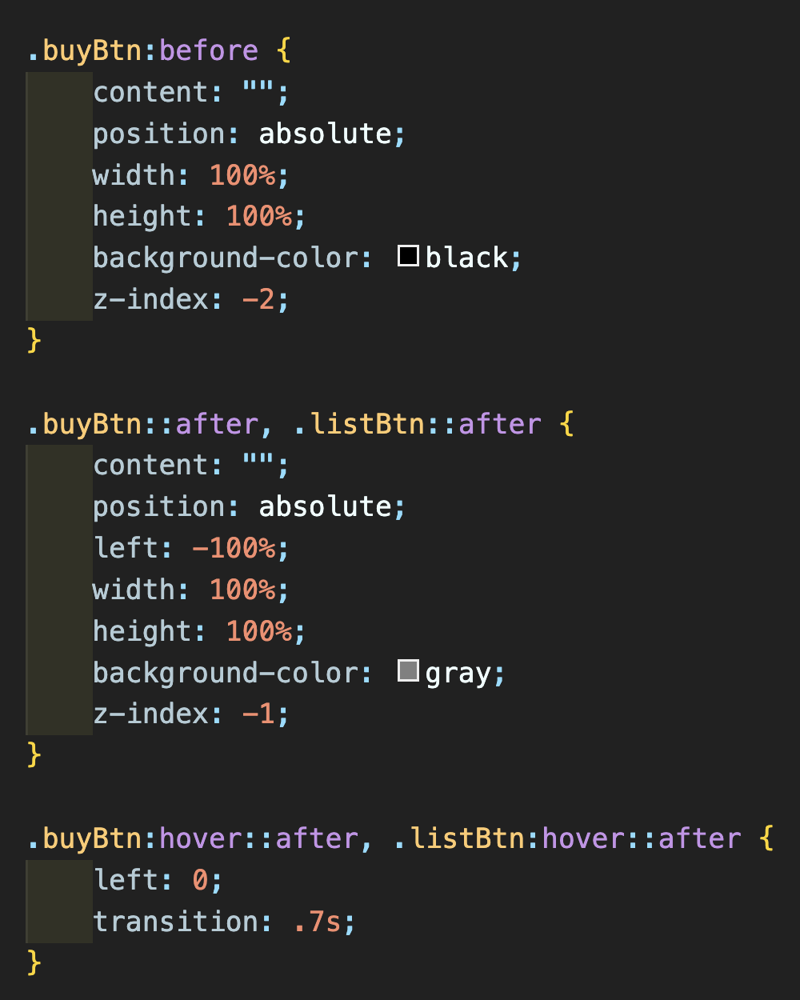 .buyBtn:before {
    content: "";
    position: absolute;
    width: 100%;
    height: 100%;
    background-color: black;
    z-index: -2;
}

.buyBtn::after, .listBtn::after {
    content: "";
    position: absolute;
    left: -100%;
    width: 100%;
    height: 100%;
    background-color: gray;
    z-index: -1;
}

.buyBtn:hover::after, .listBtn:hover::after {
    left: 0;
    transition: .7s;
}